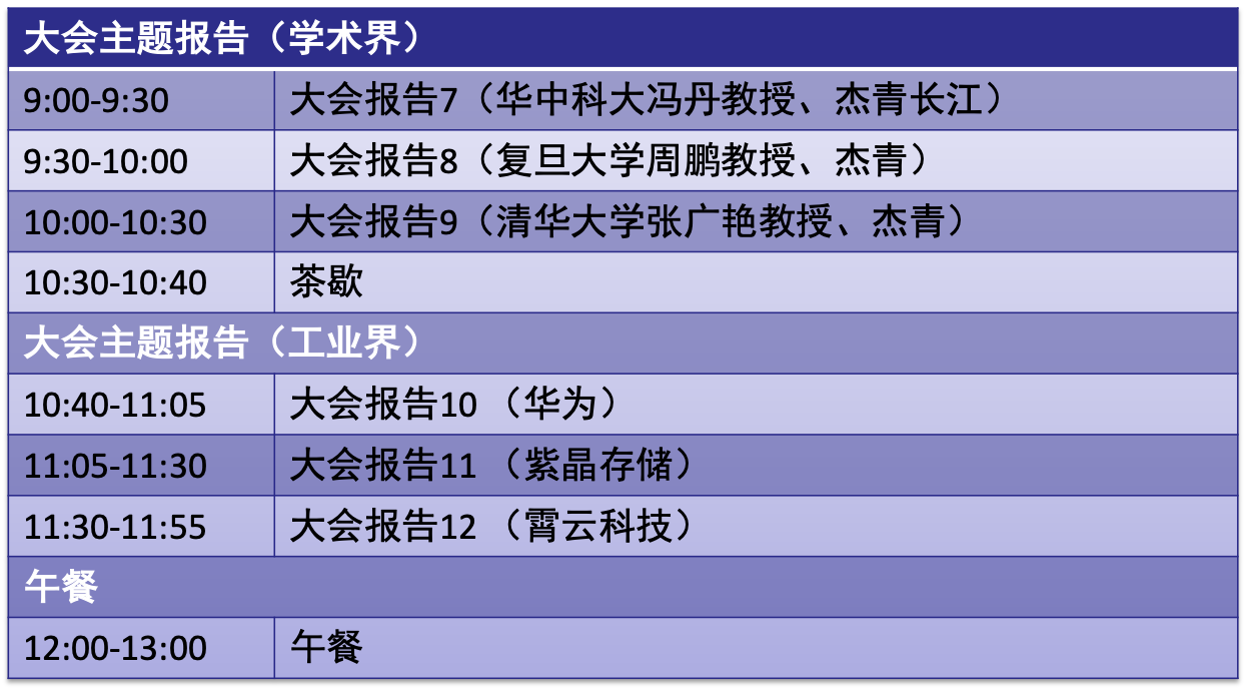 大会主题报告（学术界）
9:00-9:30 大会报告7（华中科大冯丹教授、杰青长江）
9:30-10:00 大会报告8（复旦大学周鹏教授、杰青）
10:00-10:30 大会报告9（清华大学张广艳教授、杰青）
10:30-10:40 茶歇
大会主题报告（工业界）
10:40-11:05 大会报告10 （华为）
11:05-11:30 大会报告11 （紫晶存储）
11:30-11:55 大会报告12 （霄云科技）
午餐
12:00-13:00 午餐